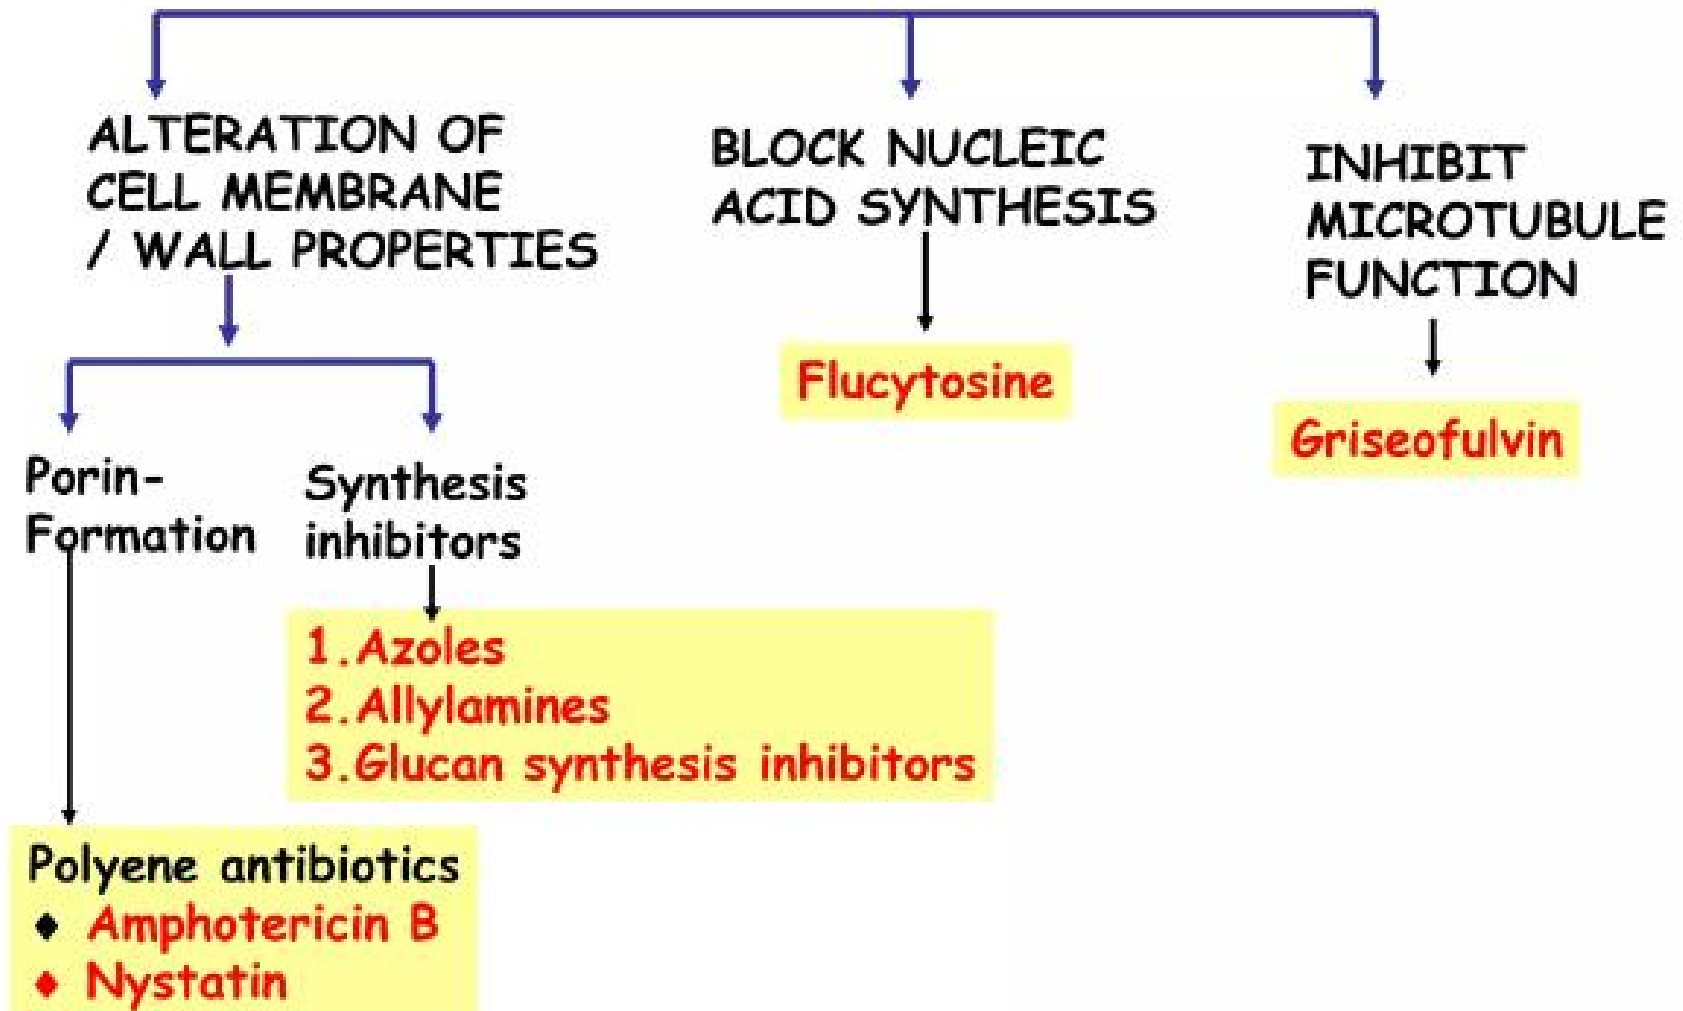 ALTERATION OF
CELL MEMBRANE
/ WALL PROPERTIES
BLOCK NUCLEIC
ACID SYNTHESIS
INHIBIT
MICROTUBULE
FUNCTION
Flucytosine
Griseofulvin
Porin-
Formation
Synthesis
inhibitors
1.Azoles
2.Allylamines
3.Glucan synthesis inhibitors
Polyene antibiotics
♦ Amphotericin B
♦ Nystatin